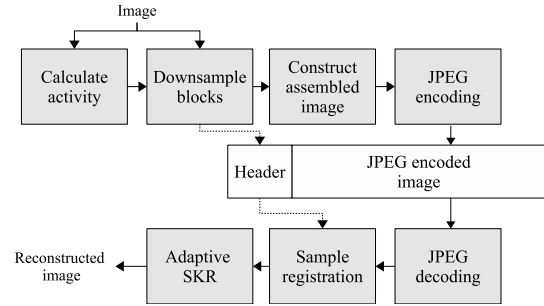 Image
Calculate
activity
Downsample
blocks
Construct
assembled
image
JPEG
encoding
Header
JPEG encoded
image
Reconstructed
image
Adaptive
SKR
Sample
registration
JPEG
decoding